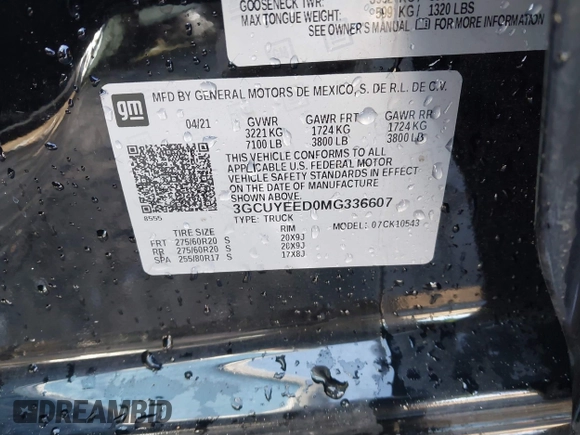 GOOSENECK TWR:
MAX TONGUE WEIGHT: KG / 1320 LBS
SEE OWNER'S MANUAL FOR MORE INFORMATION
gm
MFD BY GENERAL MOTORS DE MEXICO, S. DE R.L. DE C.V.
04/21 GVWR GAWR FRT GAWR RR
3221 KG 1724 KG 1724 KG
7100 LB 3800 LB 3800 LB
THIS VEHICLE CONFORMS TO ALL
APPLICABLE U.S. FEDERAL MOTOR
VEHICLE SAFETY STANDARDS IN EFFECT
ON THE DATE OF MANUFACTURE SHOWN ABOVE.
3GCUYEED0MG336607
8555 TYPE: TRUCK MODEL: 07CK10543
TIRE SIZE RIM
FRT 275/60R20 S 20X9J
RR 275/60R20 S 20X9J
SPA 255/80R17 S 17X8J
DREAMBID